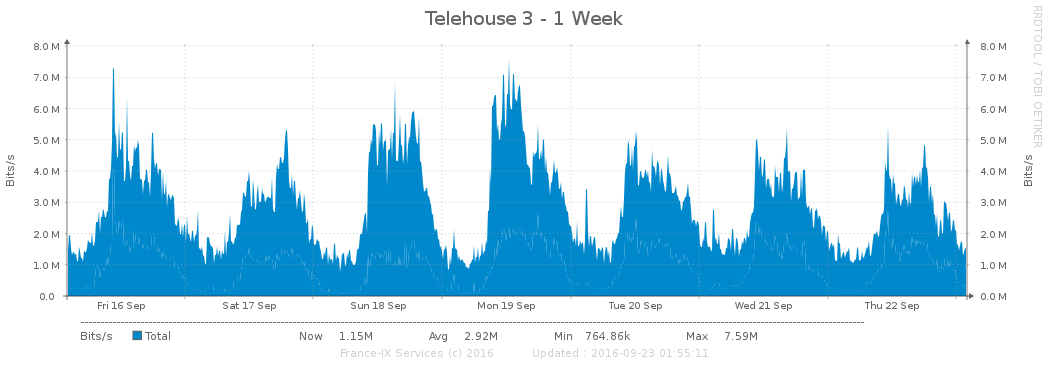 Telehouse 3 - 1 Week
RRDTOOL / TOBI OETIKER
Bits/s
8.0 M
7.0 M
6.0 M
5.0 M
4.0 M
3.0 M
2.0 M
1.0 M
0.0
8.0 M
7.0 M
6.0 M
5.0 M
4.0 M
3.0 M
2.0 M
1.0 M
0.0 M
Bits/s
Fri 16 Sep Sat 17 Sep Sun 18 Sep Mon 19 Sep Tue 20 Sep Wed 21 Sep Thu 22 Sep
Bits/s Total Now 1.15M Avg 2.92M Min 764.86k Max 7.59M
France-IX Services (c) 2016 Updated : 2016-09-23 01:55:11